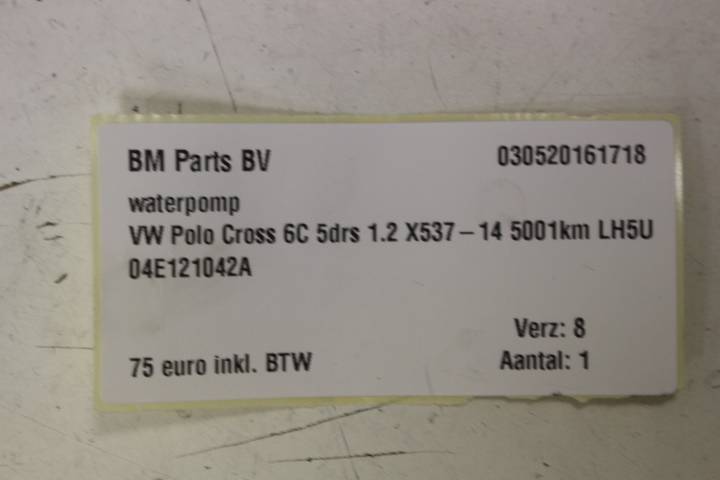 BM Parts BV 030520161718
waterpomp
VW Polo Cross 6C 5drs 1.2 X537-14 5001km LH5U
04E121042A
Verz: 8
75 euro inkl. BTW Aantal: 1